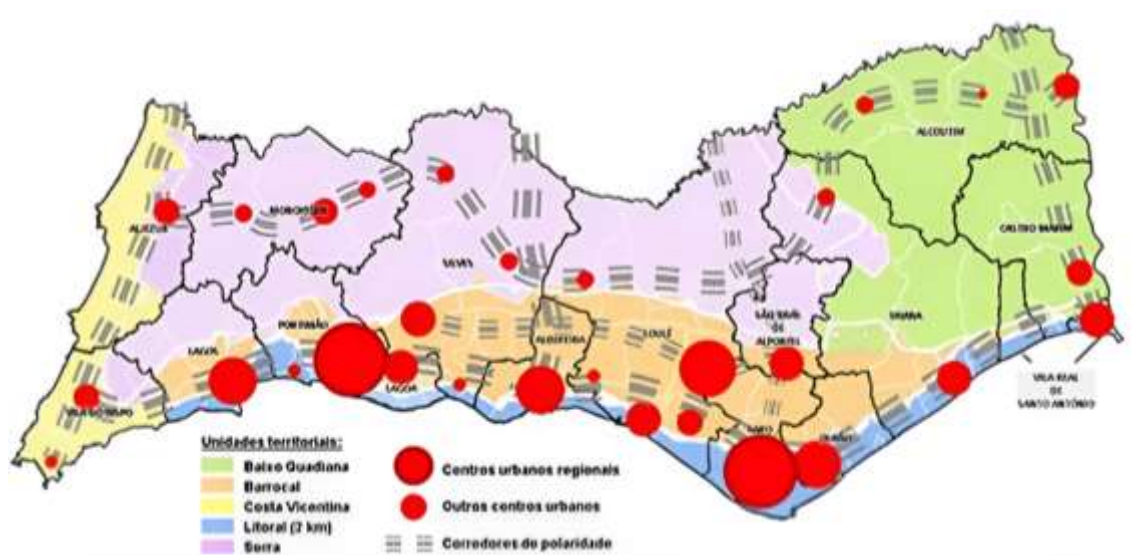 ALCOUTIM
ALJEZUR
MONCHIQUE
CASTRO MARIM
SILVES
SÃO BRÁS
DE
ALPORTEL
TAVIRA
PORTIMÃO
LOULÉ
ALBUFEIRA
LAGOS
LAGOA
VILA REAL
DE
SANTO ANTÓNIO
VILA DO BISPO
FARO
OLHÃO
Unidades territoriais:
Baixo Guadiana
Barrocal
Costa Vicentina
Litoral (2 km)
Serra
Centros urbanos regionais
Outros centros urbanos
Corredores de polaridade